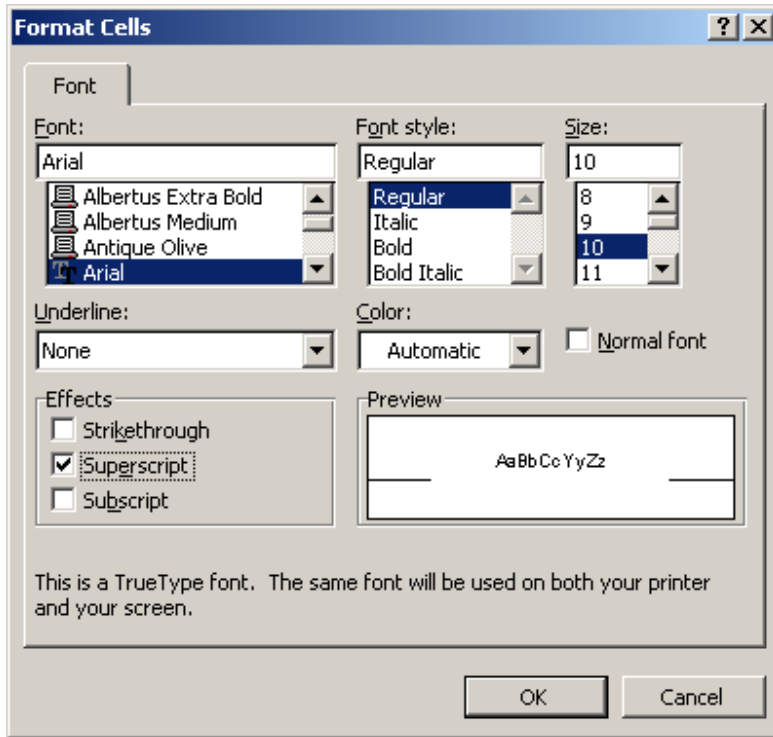 Format Cells
Font
Font:
Font style:
Size:
Arial
Regular
10
Albertus Extra Bold
Albertus Medium
Antique Olive
Arial
Regular
Italic
Bold
Bold Italic
8
9
10
11
Underline:
Color:
None
Automatic
Normal font
Effects
Strikethrough
Superscript
Subscript
Preview
AaBbCcYyZz
This is a TrueType font.  The same font will be used on both your printer
and your screen.
OK
Cancel